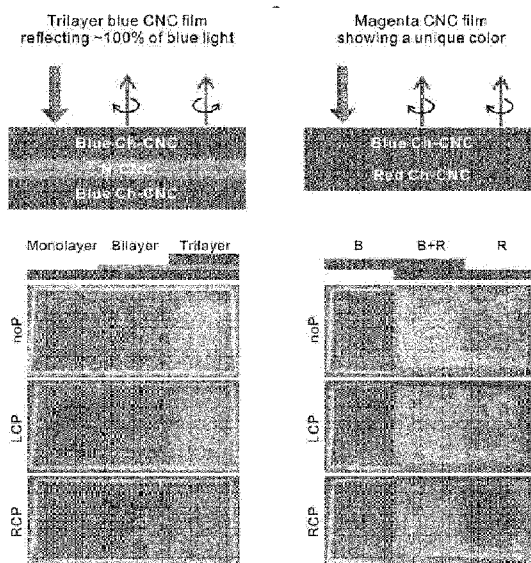 Trilayer blue CNC film
reflecting ~100% of blue light
Magenta CNC film
showing a unique color
Blue Ch-CNC
N-CNC
Blue Ch-CNC
Blue Ch-CNC
Red Ch-CNC
Monolayer Bilayer Trilayer
B B+R R
noP
LCP
RCP
noP
LCP
RCP